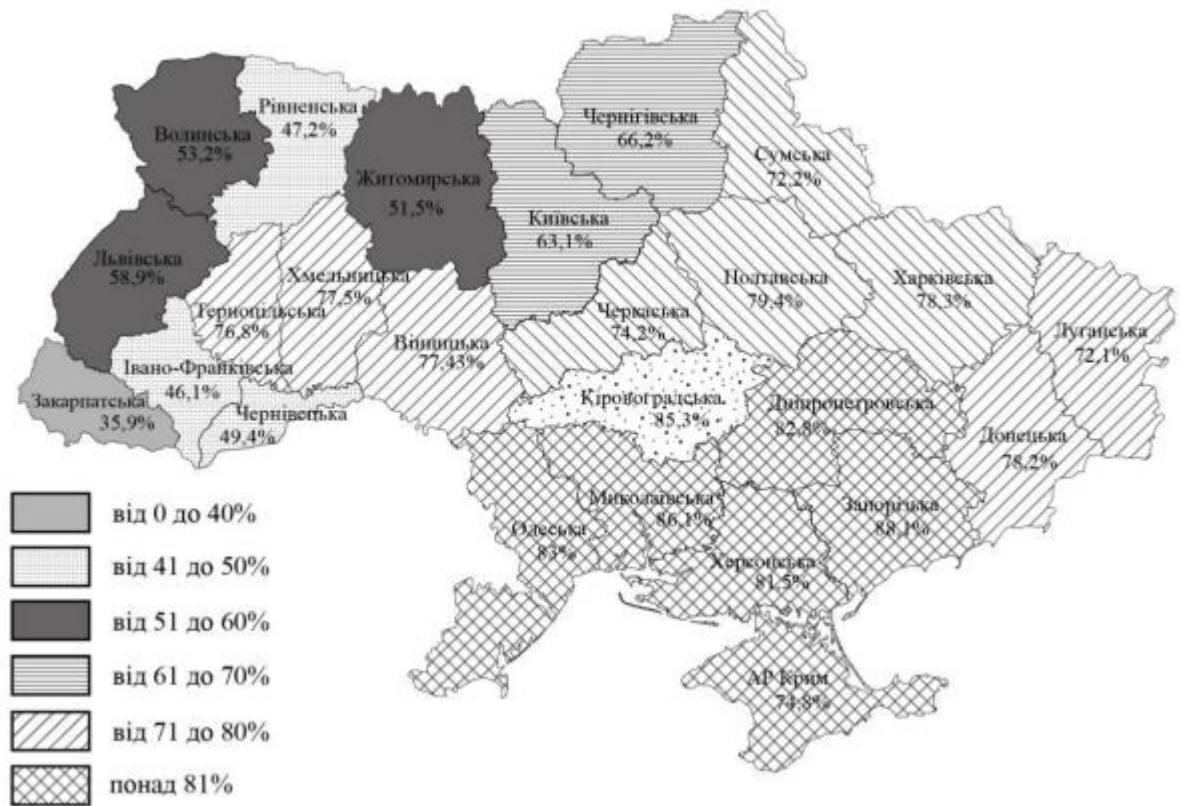 Рівненська
47,2%
Волинська
53,2%
Житомирська
51,5%
Чернігівська
66,2%
Сумська
72,2%
Київська
63,1%
Львівська
58,9%
Хмельницька
77,5%
Тернопільська
76,8%
Вінницька
77,43%
Черкаська
74,2%
Полтавська
79,4%
Харківська
78,3%
Луганська
72,1%
Івано-Франківська
46,1%
Закарпатська
35,9%
Чернівецька
49,4%
Кіровоградська
85,3%
Дніпропетровська
82,8%
Донецька
78,2%
Миколаївська
86,1%
Одеська
83%
Запорізька
88,1%
Херсонська
81,5%
АР Крим
74,8%
від 0 до 40%
від 41 до 50%
від 51 до 60%
від 61 до 70%
від 71 до 80%
понад 81%